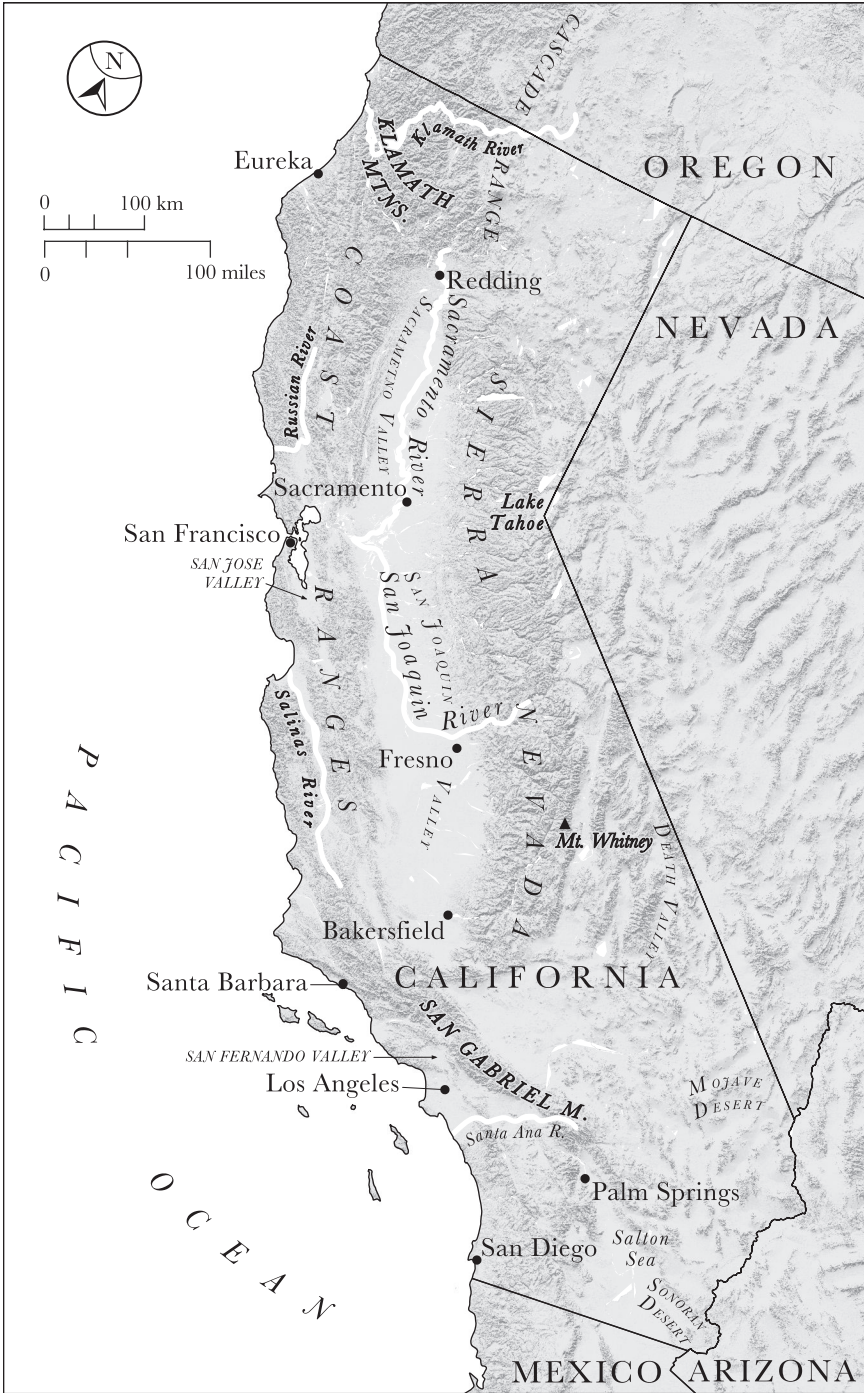 N
CASCADE
RANGE
Klamath River
KLAMATH
MTNS.
Eureka
OREGON
0 100 km
0 100 miles
COAST
RANGES
Redding
NEVADA
Sacramento River
SACRAMETNO VALLEY
Russian River
SIERRA
NEVADA
Sacramento
Lake
Tahoe
San Francisco
SAN JOSE
VALLEY
SAN JOAQUIN
VALLEY
San Joaquin River
Salinas River
Fresno
PACIFIC
OCEAN
Mt. Whitney
DEATH VALLEY
Bakersfield
Santa Barbara
CALIFORNIA
SAN GABRIEL M.
SAN FERNANDO VALLEY
Los Angeles
MOJAVE
DESERT
Santa Ana R.
Palm Springs
San Diego
Salton
Sea
SONORAN
DESERT
MEXICO
ARIZONA